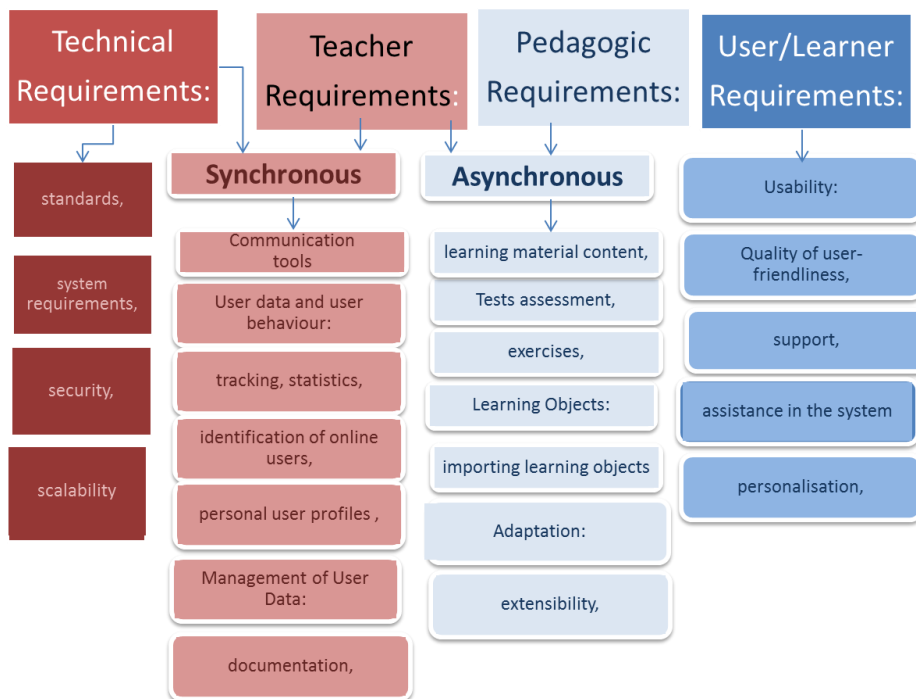 Technical
Requirements:
Teacher
Requirements:
Pedagogic
Requirements:
User/Learner
Requirements:
standards,
system
requirements,
security,
scalability
Synchronous
Communication
tools
User data and user
behaviour:
tracking, statistics,
identification of online
users,
personal user profiles ,
Management of User
Data:
documentation,
Asynchronous
learning material content,
Tests assessment,
exercises,
Learning Objects:
importing learning objects
Adaptation:
extensibility,
Usability:
Quality of user-
friendliness,
support,
assistance in the system
personalisation,